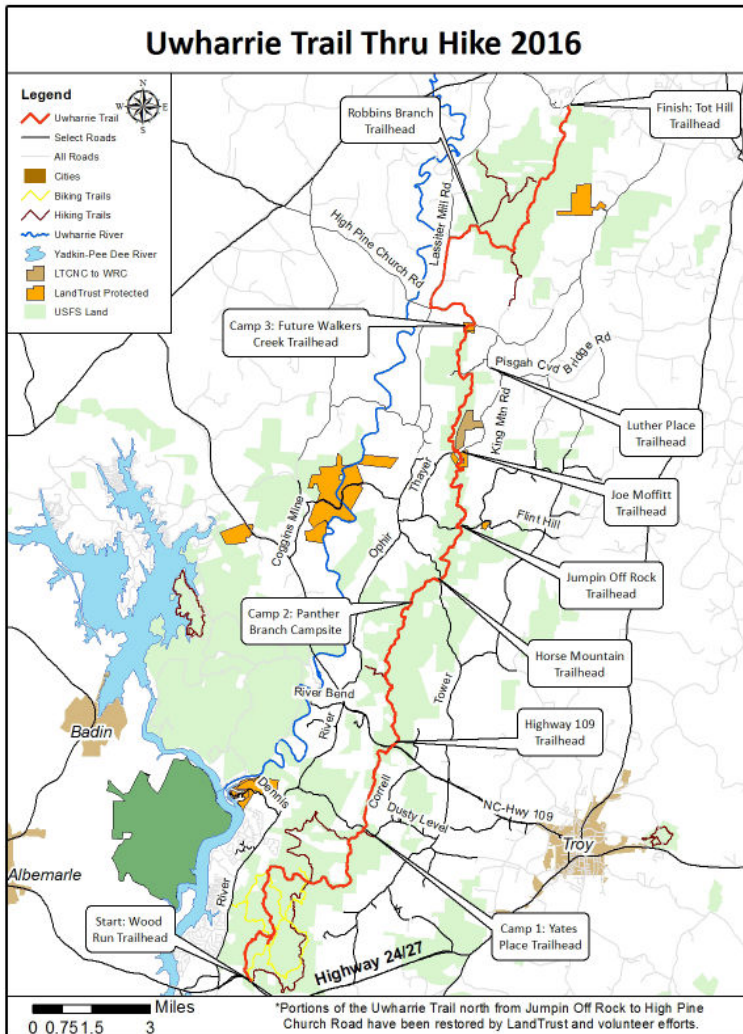 Uwharrie Trail Thru Hike 2016
Legend
Uwharrie Trail
Select Roads
All Roads
Cities
Biking Trails
Hiking Trails
Uwharrie River
Yadkin-Pee Dee River
LTCNC to WRC
LandTrust Protected
USFS Land
N
W
E
S
Robbins Branch
Trailhead
Finish: Tot Hill
Trailhead
Lassiter Mill Rd
High Pine Church Rd
Camp 3: Future Walkers
Creek Trailhead
Pisgah Cvd Bridge Rd
Luther Place
Trailhead
King Mtn Rd
Thayer
Joe Moffitt
Trailhead
Coggins Mine
Ophir
Flint Hill
Jumpin Off Rock
Trailhead
Camp 2: Panther
Branch Campsite
Horse Mountain
Trailhead
River Bend
River
Tower
Badin
Highway 109
Trailhead
Dennis
Correll
NC-Hwy 109
Dusty Level
Troy
Albemarle
River
Start: Wood
Run Trailhead
Camp 1: Yates
Place Trailhead
Highway 24/27
Miles
0 0.75 1.5 3
*Portions of the Uwharrie Trail north from Jumpin Off Rock to High Pine
Church Road have been restored by LandTrust and volunteer efforts.